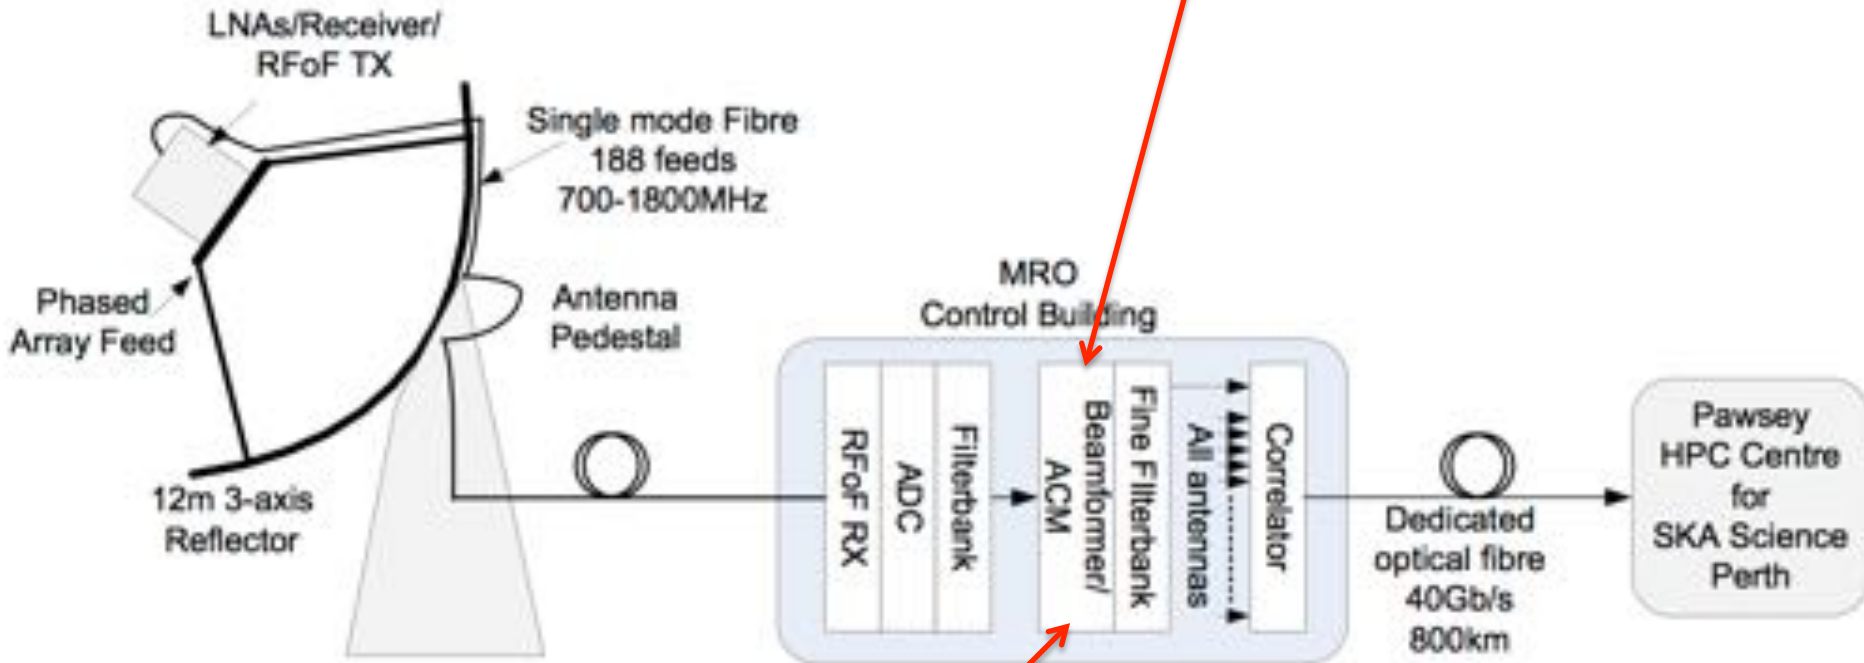 LNAs/Receiver/
RFoF TX
Single mode Fibre
188 feeds
700-1800MHz
Phased
Array Feed
Antenna
Pedestal
12m 3-axis
Reflector
MRO
Control Building
RFoF RX
ADC
Filterbank
Beamformer/
ACM
Fine Filterbank
All antennas
Correlator
Dedicated
optical fibre
40Gb/s
800km
Pawsey
HPC Centre
for
SKA Science
Perth